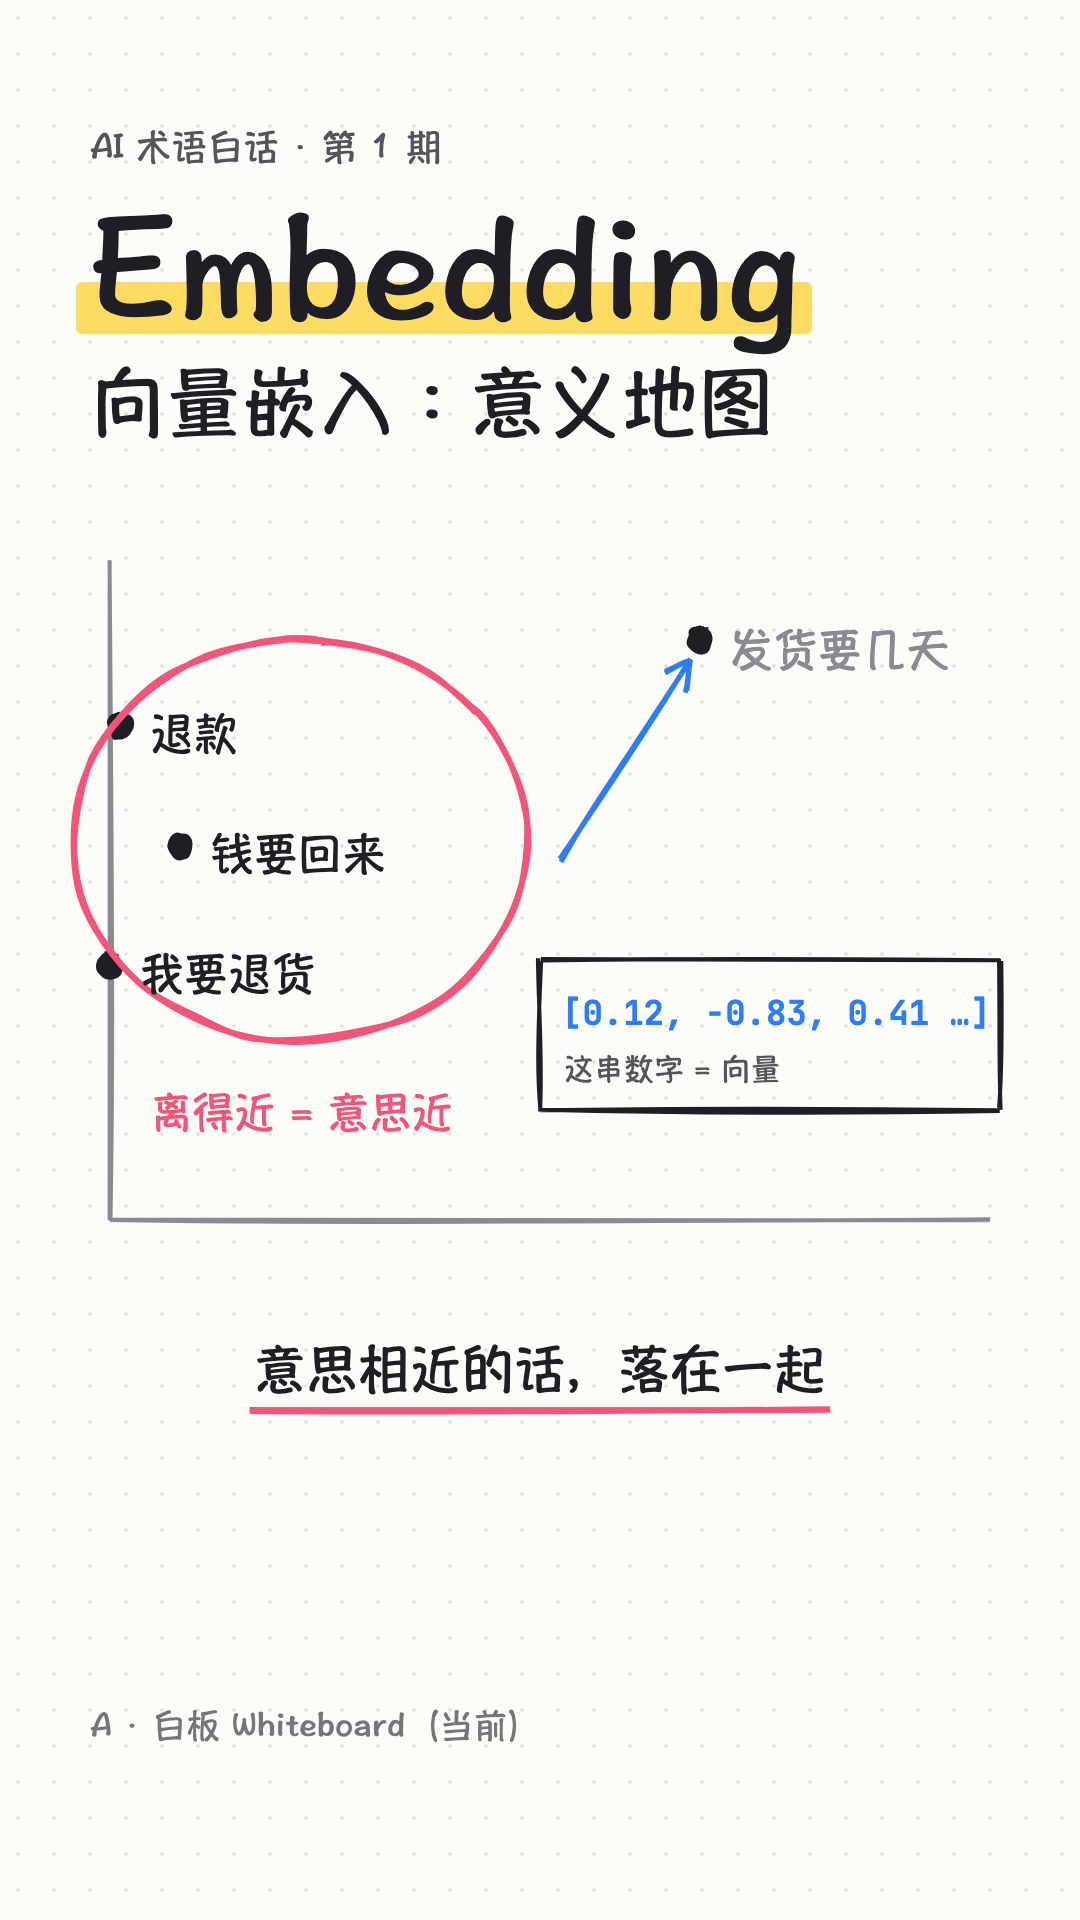 AI 术语白话 · 第 1 期
Embedding
向量嵌入：意义地图
发货要几天
退款
钱要回来
我要退货
[0.12, -0.83, 0.41 …]
这串数字 = 向量
离得近 = 意思近
意思相近的话，落在一起
A · 白板 Whiteboard（当前）